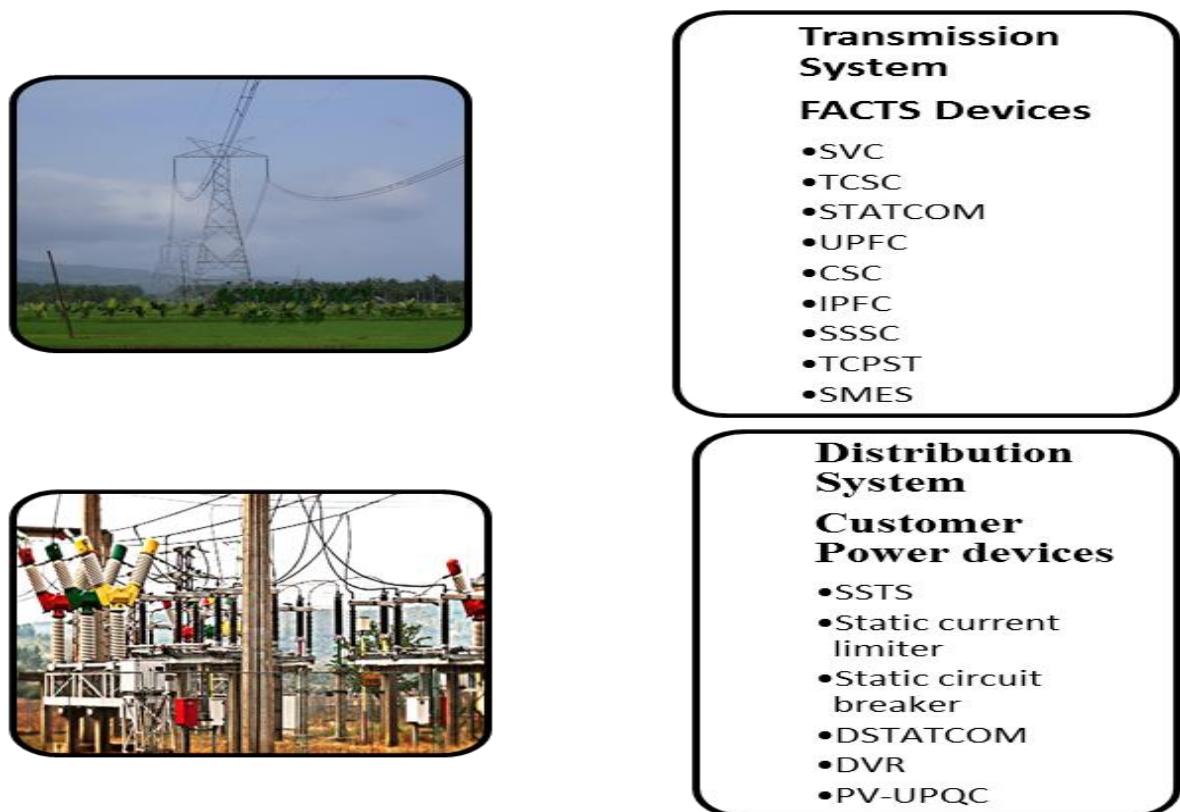 Transmission
System
FACTS Devices
•SVC
•TCSC
•STATCOM
•UPFC
•CSC
•IPFC
•SSSC
•TCPST
•SMES
Distribution
System
Customer
Power devices
•SSTS
•Static current
limiter
•Static circuit
breaker
•DSTATCOM
•DVR
•PV-UPQC